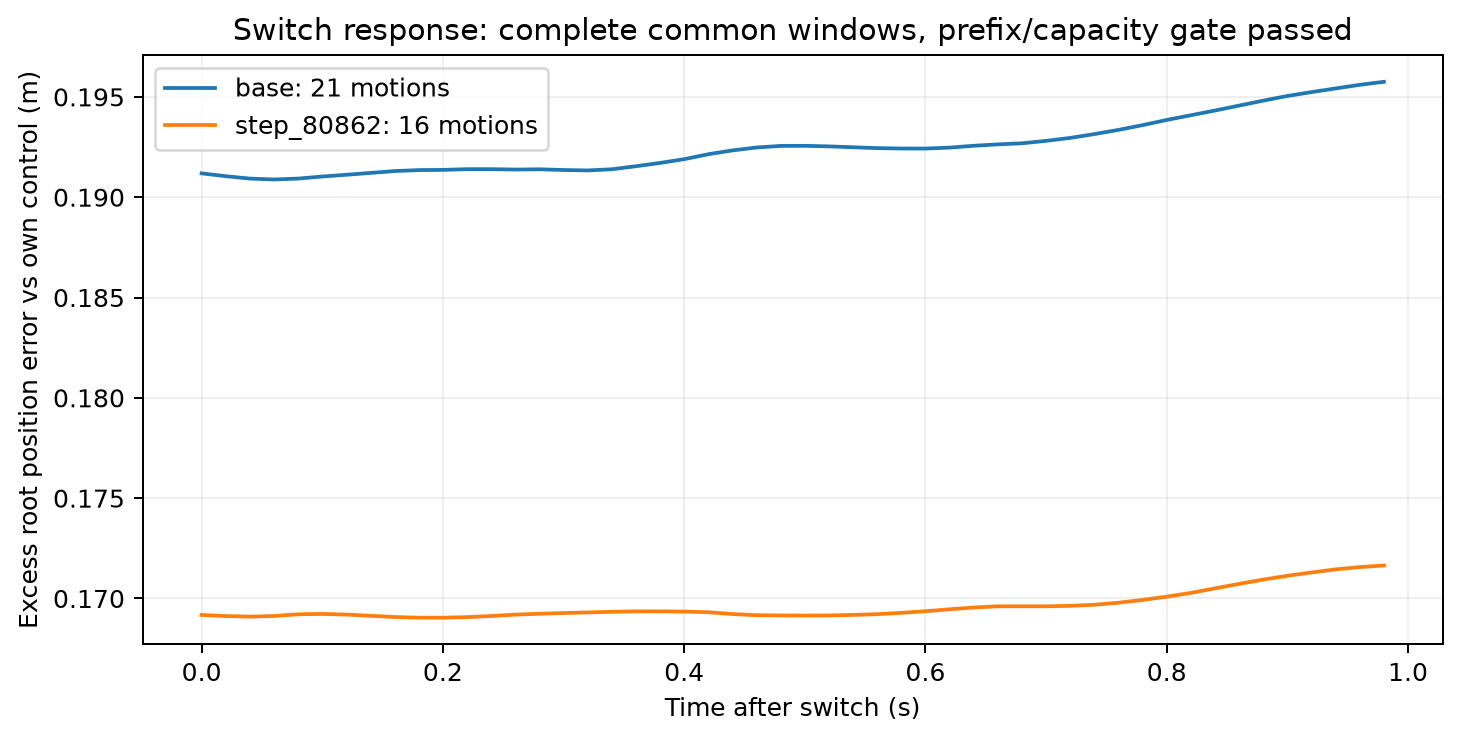 Switch response: complete common windows, prefix/capacity gate passed
base: 21 motions
step_80862: 16 motions
Excess root position error vs own control (m)
0.195
0.190
0.185
0.180
0.175
0.170
0.0 0.2 0.4 0.6 0.8 1.0
Time after switch (s)